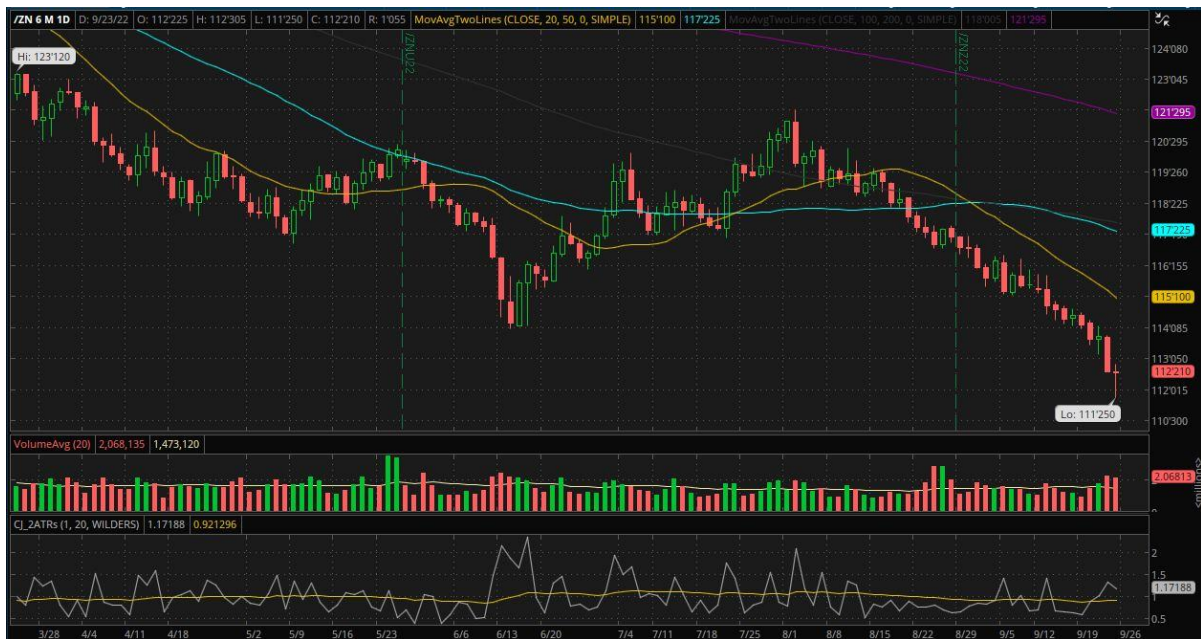 /ZN 6 M 1D D: 9/23/22 O: 112'225 H: 112'305 L: 111'250 C: 112'210 R: 1'055 MovAvgTwoLines (CLOSE, 20, 50, 0, SIMPLE) 115'100 117'225 MovAvgTwoLines (CLOSE, 100, 200, 0, SIMPLE) 118'005 121'295
Hi: 123'120
/ZNU22
/ZNZ22
124'080
123'045
121'295
120'295
119'260
118'225
117'225
116'155
115'100
114'085
113'050
112'210
112'015
Lo: 111'250
110'300
VolumeAvg (20) 2,068,135 1,473,120
2.06813
<millions>
CJ_2ATRs (1, 20, WILDERS) 1.17188 0.921296
2
1.5
1.17188
0.5
3/28 4/4 4/11 4/18 5/2 5/9 5/16 5/23 6/6 6/13 6/20 7/4 7/11 7/18 7/25 8/1 8/8 8/15 8/22 8/29 9/5 9/12 9/19 9/26